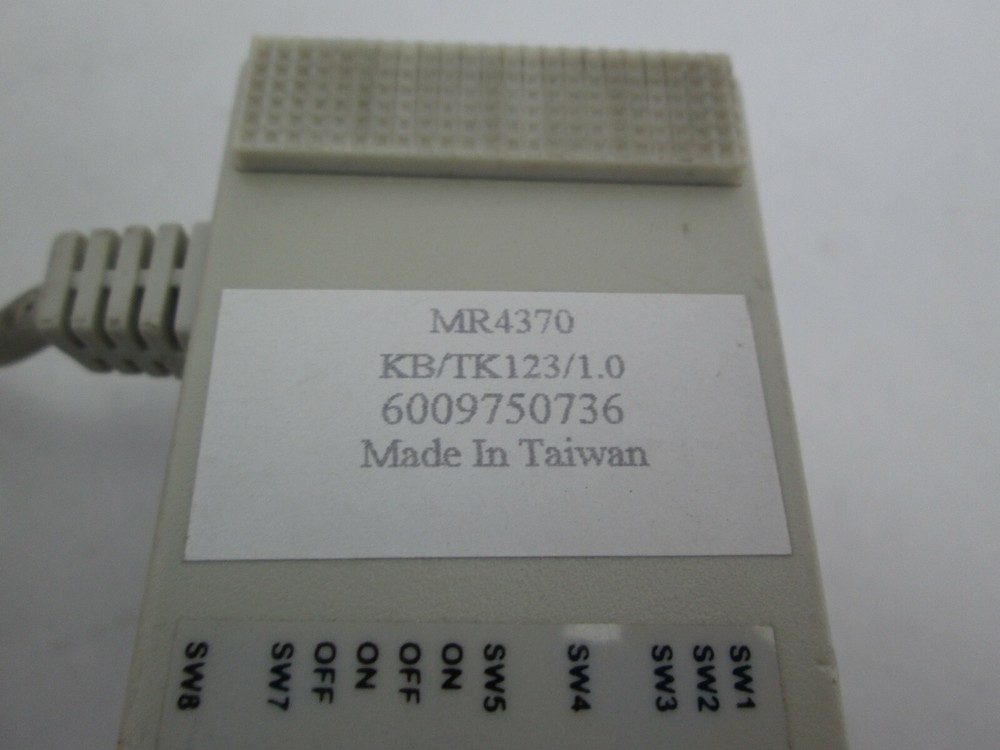 MR4370
KB/TK123/1.0
6009750736
Made In Taiwan
SW1
SW2
SW3
SW4
SW5
ON
OFF
ON
OFF
SW7
SW8